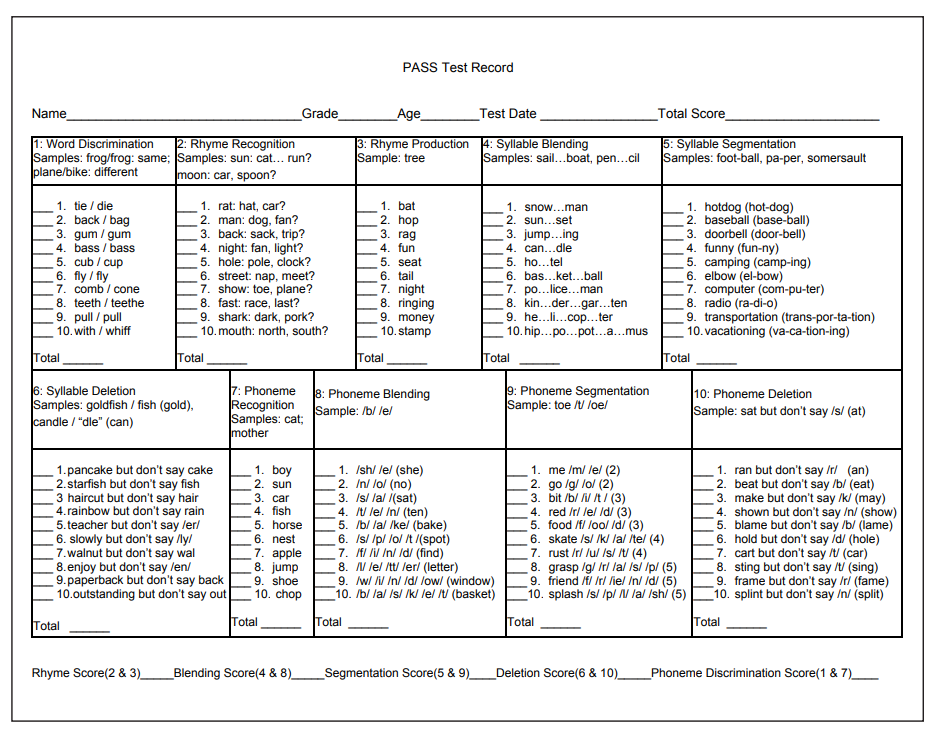 PASS Test Record
Name__________________________________Grade________Age________Test Date _________________Total Score______________________
1: Word Discrimination
Samples: frog/frog: same;
plane/bike: different
2: Rhyme Recognition
Samples: sun: cat… run?
moon: car, spoon?
3: Rhyme Production
Sample: tree
4: Syllable Blending
Samples: sail…boat, pen…cil
5: Syllable Segmentation
Samples: foot-ball, pa-per, somersault
___ 1. tie / die
___ 2. back / bag
___ 3. gum / gum
___ 4. bass / bass
___ 5. cub / cup
___ 6. fly / fly
___ 7. comb / cone
___ 8. teeth / teethe
___ 9. pull / pull
___ 10. with / whiff
Total ______
___ 1. rat: hat, car?
___ 2. man: dog, fan?
___ 3. back: sack, trip?
___ 4. night: fan, light?
___ 5. hole: pole, clock?
___ 6. street: nap, meet?
___ 7. show: toe, plane?
___ 8. fast: race, last?
___ 9. shark: dark, pork?
___ 10. mouth: north, south?
Total ______
___ 1. bat
___ 2. hop
___ 3. rag
___ 4. fun
___ 5. seat
___ 6. tail
___ 7. night
___ 8. ringing
___ 9. money
___ 10. stamp
Total ______
___ 1. snow…man
___ 2. sun…set
___ 3. jump…ing
___ 4. can…dle
___ 5. ho…tel
___ 6. bas…ket…ball
___ 7. po…lice…man
___ 8. kin…der…gar…ten
___ 9. he…li…cop…ter
___ 10. hip…po…pot…a…mus
Total ______
___ 1. hotdog (hot-dog)
___ 2. baseball (base-ball)
___ 3. doorbell (door-bell)
___ 4. funny (fun-ny)
___ 5. camping (camp-ing)
___ 6. elbow (el-bow)
___ 7. computer (com-pu-ter)
___ 8. radio (ra-di-o)
___ 9. transportation (trans-por-ta-tion)
___ 10. vacationing (va-ca-tion-ing)
Total ______
6: Syllable Deletion
Samples: goldfish / fish (gold),
candle / “dle” (can)
7: Phoneme
Recognition
Samples: cat;
mother
8: Phoneme Blending
Sample: /b/ /e/
9: Phoneme Segmentation
Sample: toe /t/ /oe/
10: Phoneme Deletion
Sample: sat but don’t say /s/ (at)
___ 1. pancake but don’t say cake
___ 2. starfish but don’t say fish
___ 3 haircut but don’t say hair
___ 4. rainbow but don’t say rain
___ 5. teacher but don’t say /er/
___ 6. slowly but don’t say /ly/
___ 7. walnut but don’t say wal
___ 8. enjoy but don’t say /en/
___ 9. paperback but don’t say back
___ 10. outstanding but don’t say out
Total ______
___ 1. boy
___ 2. sun
___ 3. car
___ 4. fish
___ 5. horse
___ 6. nest
___ 7. apple
___ 8. jump
___ 9. shoe
___ 10. chop
Total ______
___ 1. /sh/ /e/ (she)
___ 2. /n/ /o/ (no)
___ 3. /s/ /a/ /(sat)
___ 4. /t/ /e/ /n/ (ten)
___ 5. /b/ /a/ /ke/ (bake)
___ 6. /s/ /p/ /o/ /t /(spot)
___ 7. /f/ /i/ /n/ /d/ (find)
___ 8. /l/ /e/ /tt/ /er/ (letter)
___ 9. /w/ /i/ /n/ /d/ /ow/ (window)
___10. /b/ /a/ /s/ /k/ /e/ /t/ (basket)
Total ______
___ 1. me /m/ /e/ (2)
___ 2. go /g/ /o/ (2)
___ 3. bit /b/ /i/ /t / (3)
___ 4. red /r/ /e/ /d/ (3)
___ 5. food /f/ /oo/ /d/ (3)
___ 6. skate /s/ /k/ /a/ /te/ (4)
___ 7. rust /r/ /u/ /s/ /t/ (4)
___ 8. grasp /g/ /r/ /a/ /s/ /p/ (5)
___ 9. friend /f/ /r/ /ie/ /n/ /d/ (5)
___10. splash /s/ /p/ /l/ /a/ /sh/ (5)
Total ______
___ 1. ran but don’t say /r/ (an)
___ 2. beat but don’t say /b/ (eat)
___ 3. make but don’t say /k/ (may)
___ 4. shown but don’t say /n/ (show)
___ 5. blame but don’t say /b/ (lame)
___ 6. hold but don’t say /d/ (hole)
___ 7. cart but don’t say /t/ (car)
___ 8. sting but don’t say /t/ (sing)
___ 9. frame but don’t say /r/ (fame)
___10. splint but don’t say /n/ (split)
Total ______
Rhyme Score(2 & 3)_____Blending Score(4 & 8)_____Segmentation Score(5 & 9)____Deletion Score(6 & 10)_____Phoneme Discrimination Score(1 & 7)____